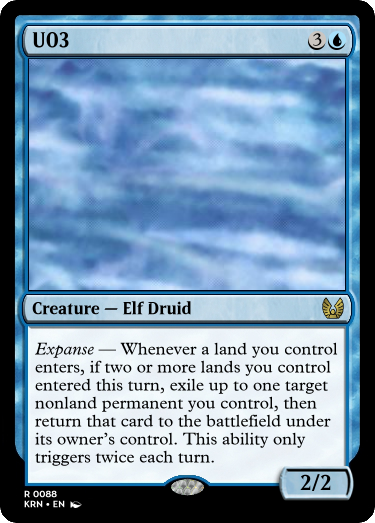 UO3
3
Creature — Elf Druid
Expanse — Whenever a land you control
enters, if two or more lands you control
entered this turn, exile up to one target
nonland permanent you control, then
return that card to the battlefield under
its owner's control. This ability only
triggers twice each turn.
2/2
R 0088
KRN • EN